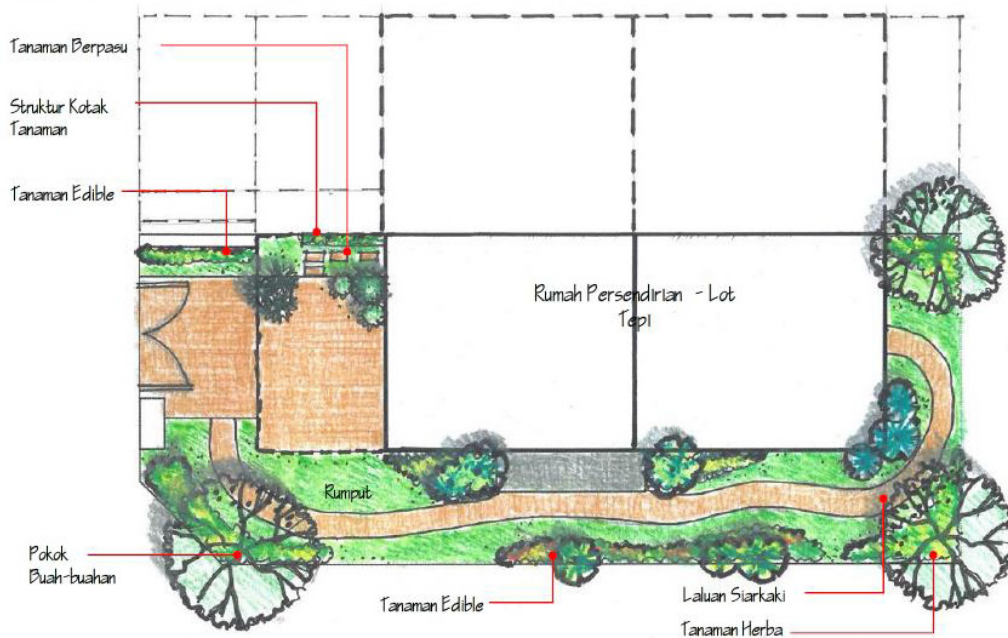 Tanaman Berpasu
Struktur Kotak
Tanaman
Tanaman Edible
Rumah Persendirian - Lot
Tepi
Rumput
Pokok
Buah-buahan
Tanaman Edible
Laluan Siarkaki
Tanaman Herba